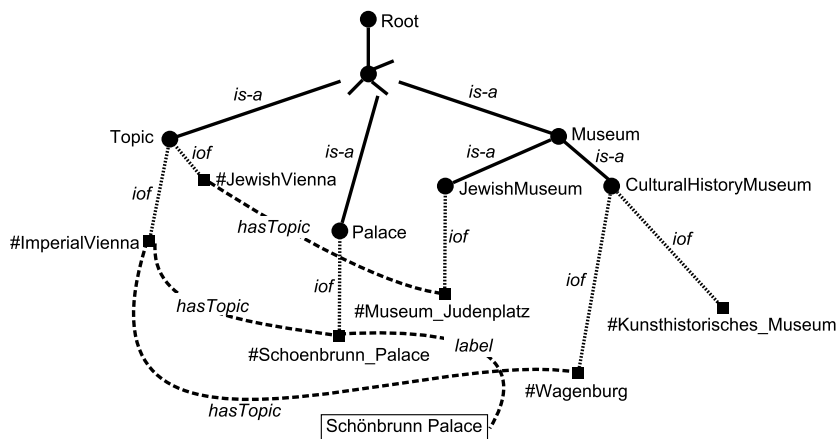 Root
is-a
is-a
Topic
Museum
iof
is-a
is-a
is-a
iof
#JewishVienna
JewishMuseum
CulturalHistoryMuseum
hasTopic
Palace
#ImperialVienna
iof
iof
iof
iof
hasTopic
#Museum_Judenplatz
#Kunsthistorisches_Museum
label
#Schoenbrunn_Palace
#Wagenburg
hasTopic
Schönbrunn Palace